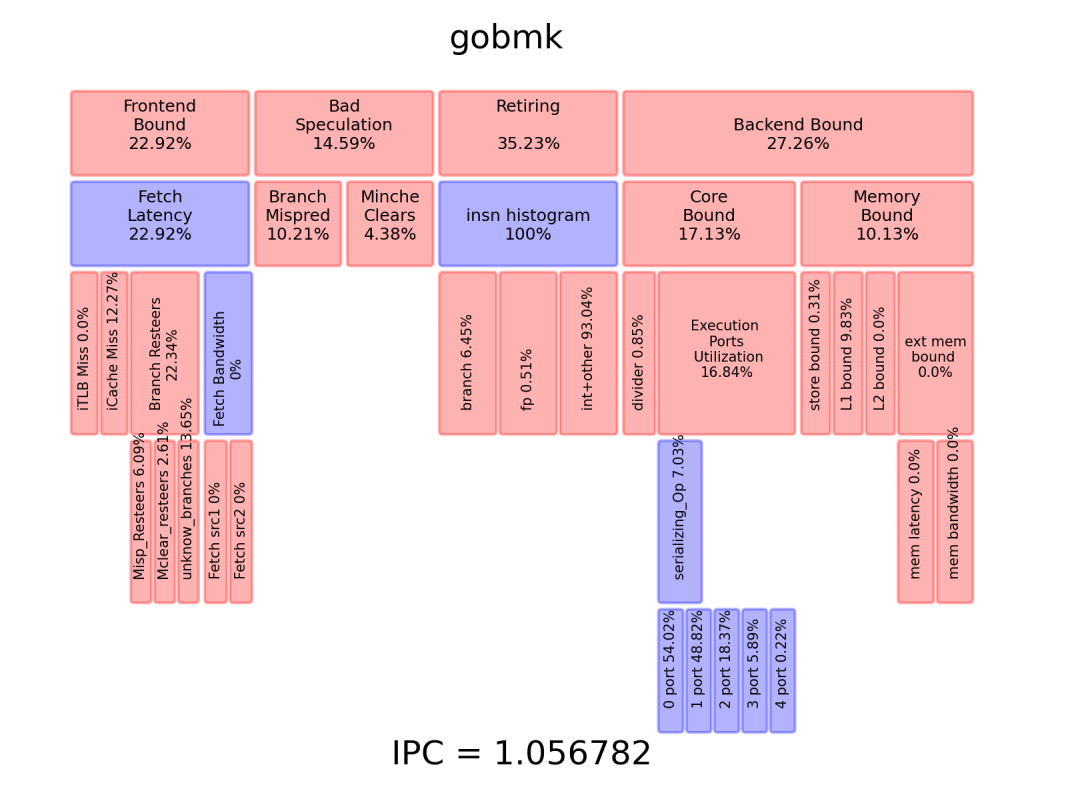 gobmk
Frontend
Bound
22.92%
Bad
Speculation
14.59%
Retiring
35.23%
Backend Bound
27.26%
Fetch
Latency
22.92%
Branch
Mispred
10.21%
Minche
Clears
4.38%
insn histogram
100%
Core
Bound
17.13%
Memory
Bound
10.13%
iTLB Miss 0.0%
iCache Miss 12.27%
Branch Resteers
22.34%
Fetch Bandwidth
0%
branch 6.45%
fp 0.51%
int+other 93.04%
divider 0.85%
Execution
Ports
Utilization
16.84%
store bound 0.31%
L1 bound 9.83%
L2 bound 0.0%
ext mem
bound
0.0%
Misp_Resteers 6.09%
Mclear_resteers 2.61%
unknow_branches 13.65%
Fetch src1 0%
Fetch src2 0%
serializing_Op 7.03%
mem latency 0.0%
mem bandwidth 0.0%
0 port 54.02%
1 port 48.82%
2 port 18.37%
3 port 5.89%
4 port 0.22%
IPC = 1.056782